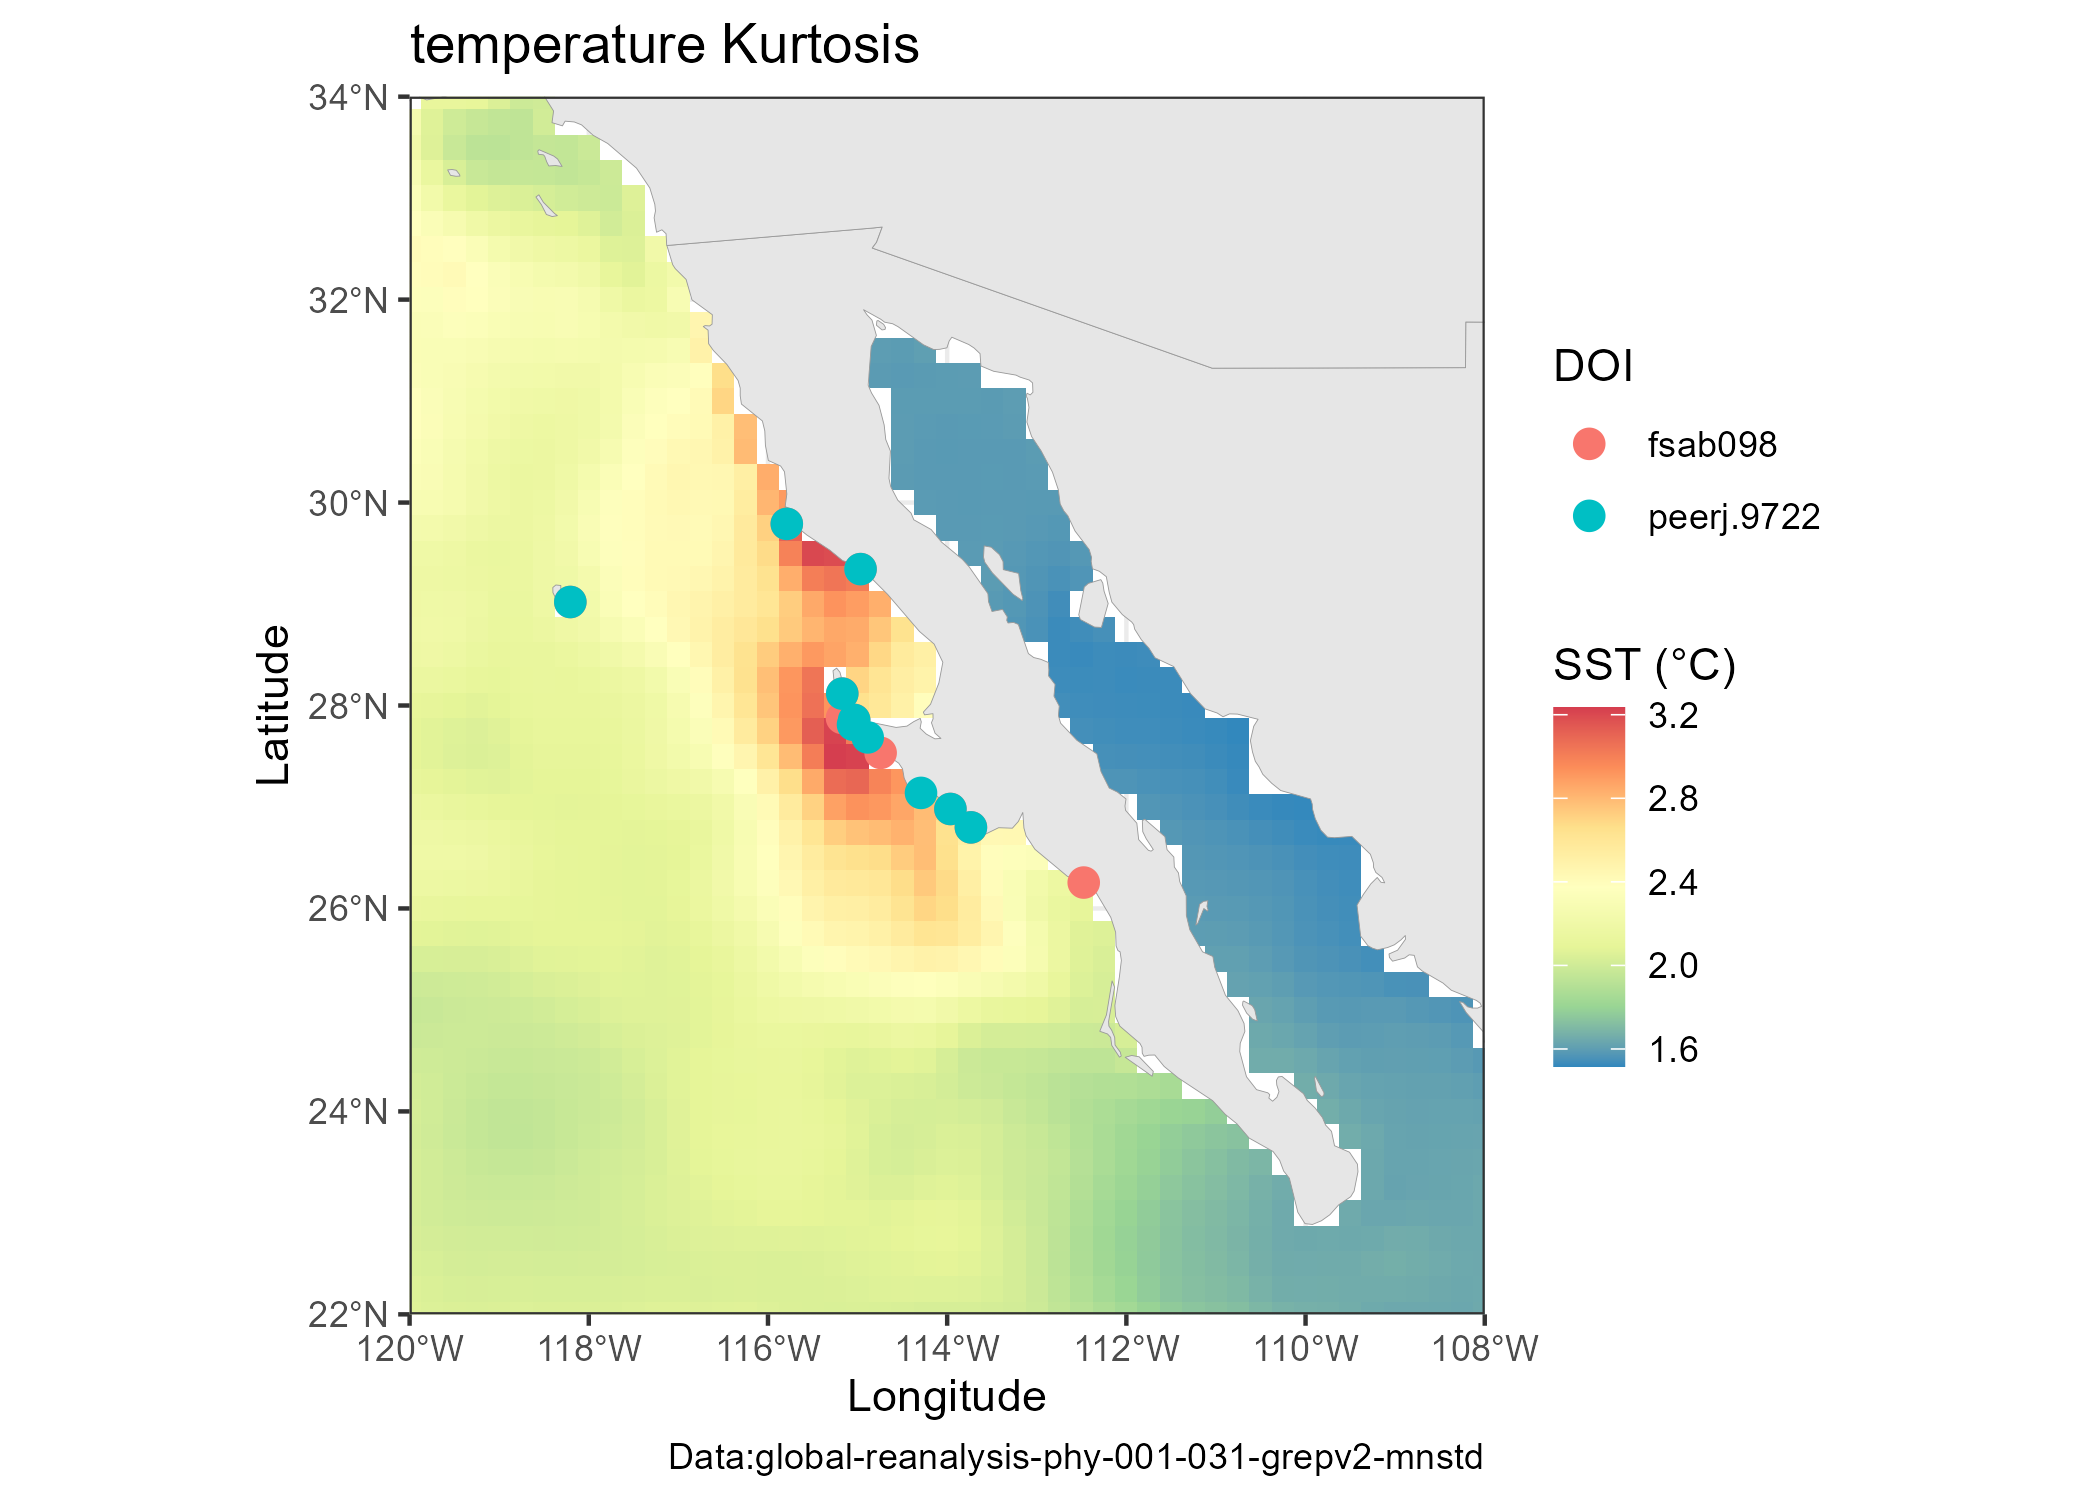 temperature Kurtosis
34°N
32°N
30°N
28°N
26°N
24°N
22°N
Latitude
120°W
118°W
116°W
114°W
112°W
110°W
108°W
Longitude
Data:global-reanalysis-phy-001-031-grepv2-mnstd
DOI
fsab098
peerj.9722
SST (°C)
3.2
2.8
2.4
2.0
1.6